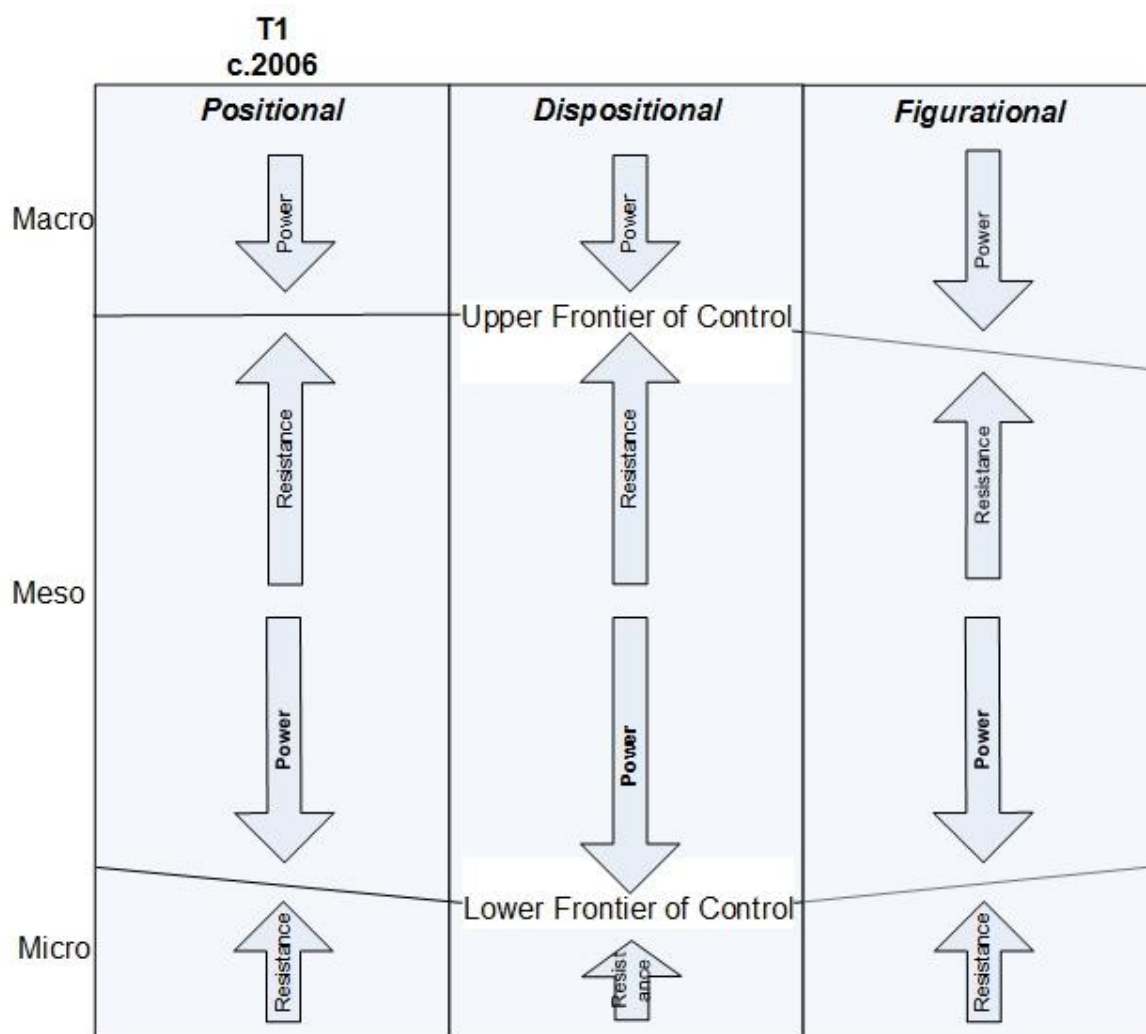 T1
c.2006
Positional
Dispositional
Figurational
Macro
Power
Power
Power
Upper Frontier of Control
Resistance
Resistance
Resistance
Meso
Power
Power
Power
Lower Frontier of Control
Micro
Resistance
Resist
ance
Resistance